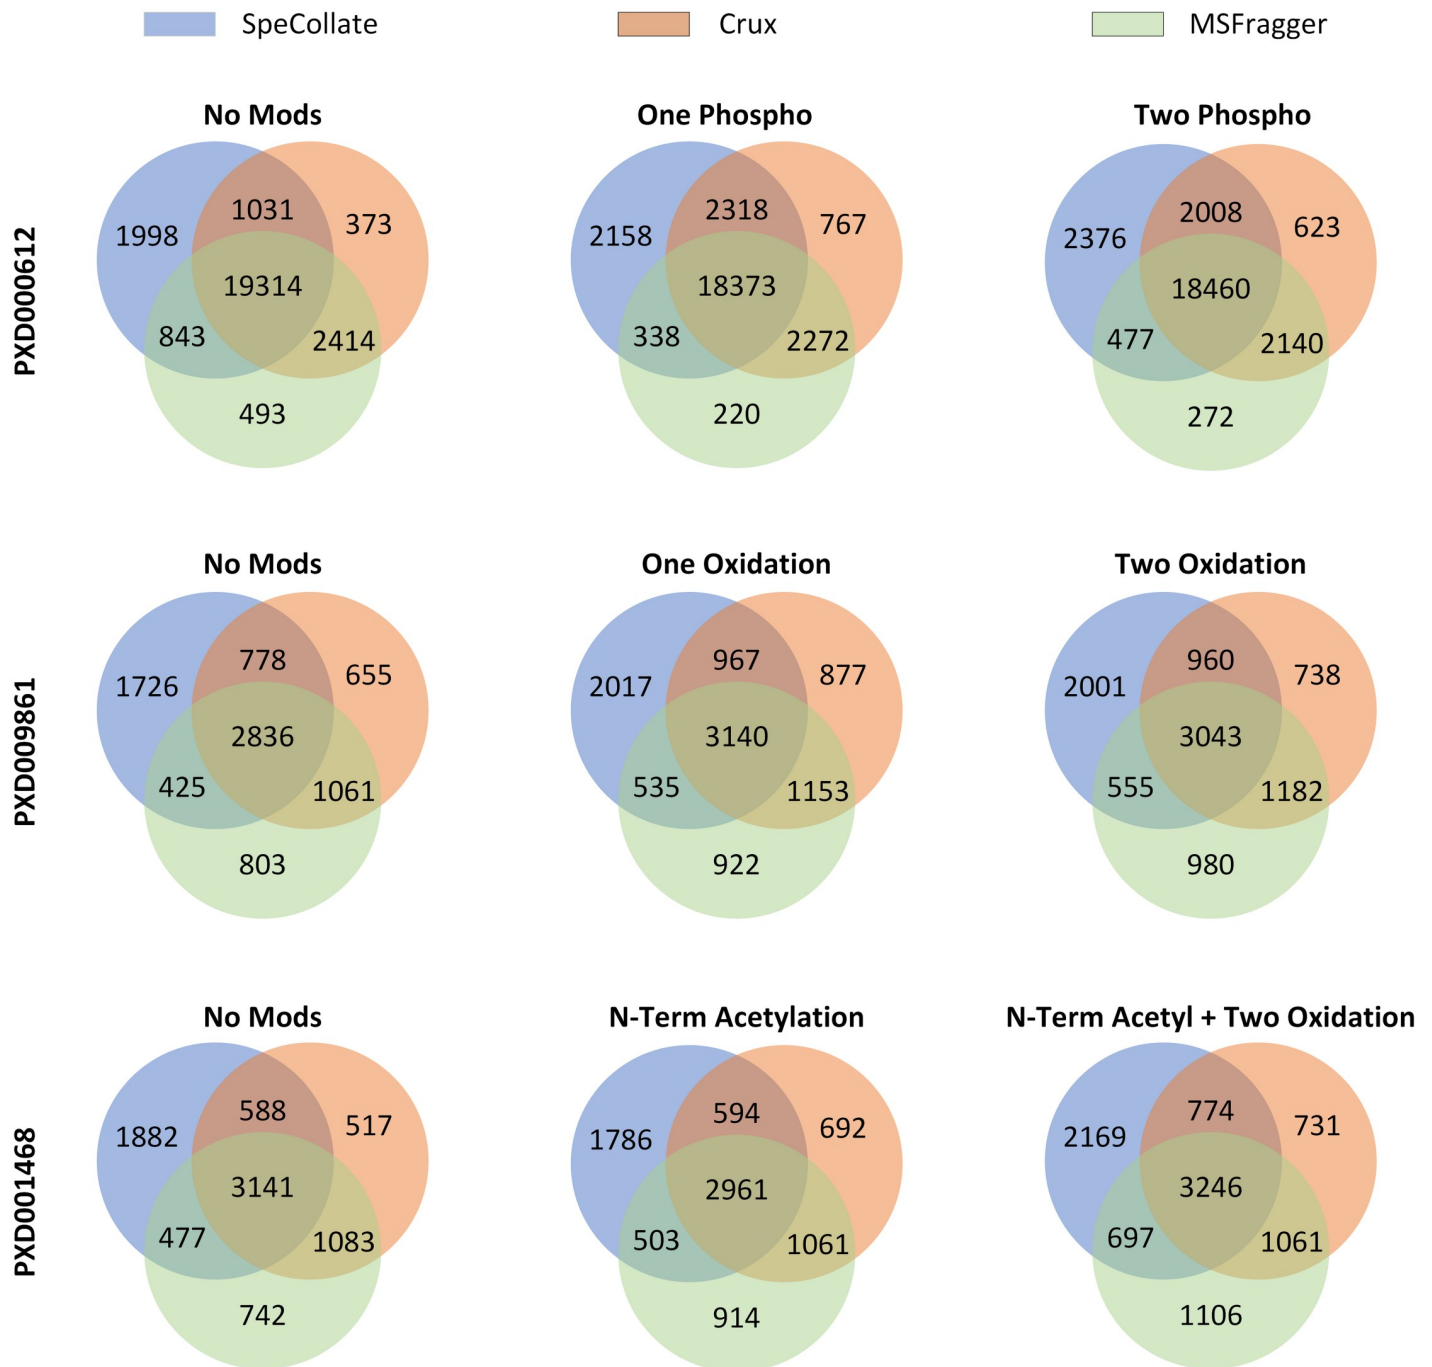 SpeCollate Crux MSFragger
PXD000612
No Mods One Phospho Two Phospho
1998 1031 373 19314 843 2414 493
2158 2318 767 18373 338 2272 220
2376 2008 623 18460 477 2140 272
PXD009861
No Mods One Oxidation Two Oxidation
1726 778 655 2836 425 1061 803
2017 967 877 3140 535 1153 922
2001 960 738 3043 555 1182 980
PXD001468
No Mods N-Term Acetylation N-Term Acetyl + Two Oxidation
1882 588 517 3141 477 1083 742
1786 594 692 2961 503 1061 914
2169 774 731 3246 697 1061 1106